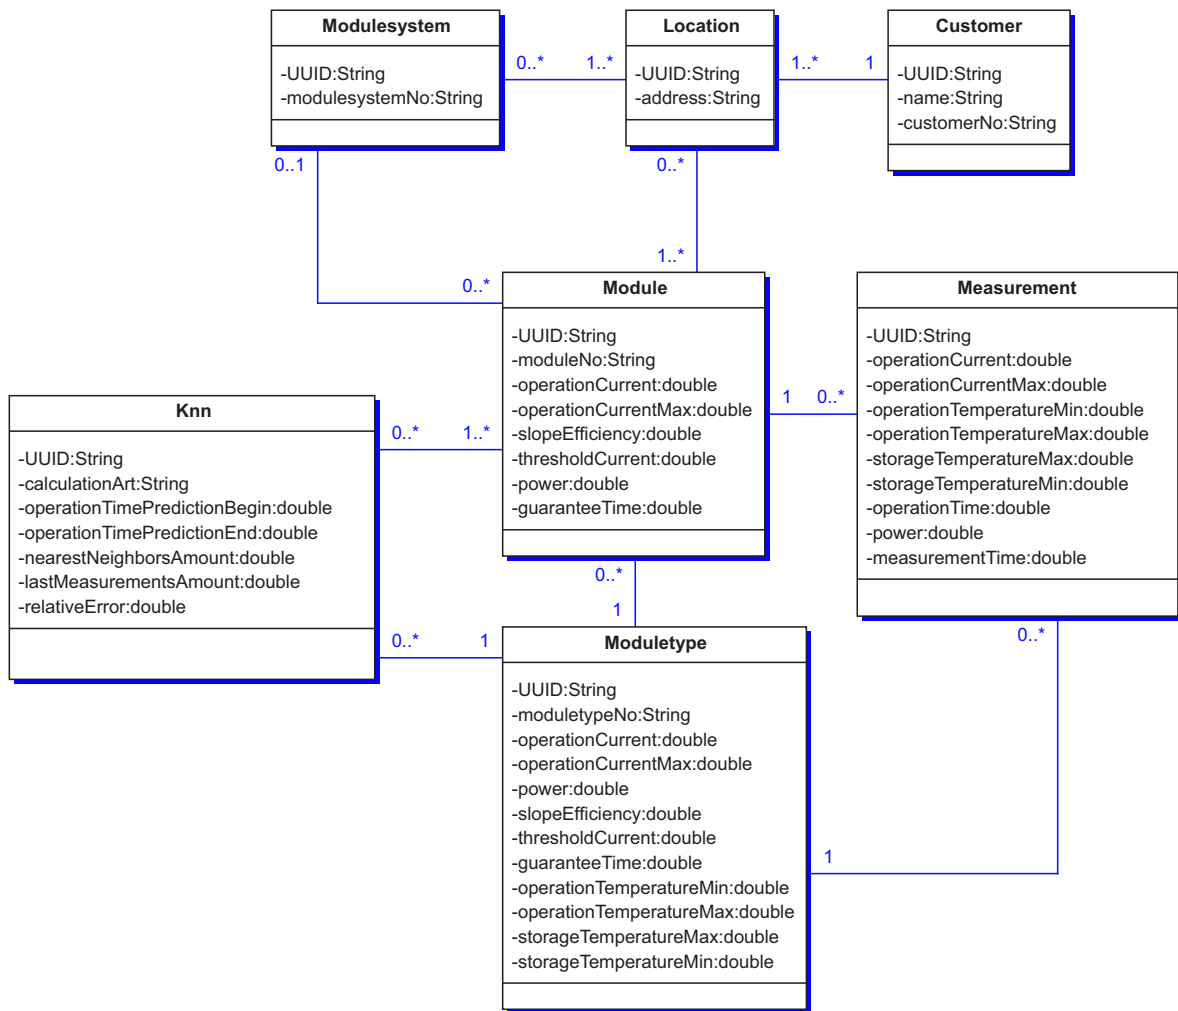 Modulesystem
-UUID:String
-modulesystemNo:String
0..*
1..*
Location
-UUID:String
-address:String
1..*
1
Customer
-UUID:String
-name:String
-customerNo:String
0..1
0..*
0..*
1..*
Module
-UUID:String
-moduleNo:String
-operationCurrent:double
-operationCurrentMax:double
-slopeEfficiency:double
-thresholdCurrent:double
-power:double
-guaranteeTime:double
1
0..*
Measurement
-UUID:String
-operationCurrent:double
-operationCurrentMax:double
-operationTemperatureMin:double
-operationTemperatureMax:double
-storageTemperatureMax:double
-storageTemperatureMin:double
-operationTime:double
-power:double
-measurementTime:double
Knn
-UUID:String
-calculationArt:String
-operationTimePredictionBegin:double
-operationTimePredictionEnd:double
-nearestNeighborsAmount:double
-lastMeasurementsAmount:double
-relativeError:double
0..*
1..*
0..*
1
0..*
1
Moduletype
-UUID:String
-moduletypeNo:String
-operationCurrent:double
-operationCurrentMax:double
-power:double
-slopeEfficiency:double
-thresholdCurrent:double
-guaranteeTime:double
-operationTemperatureMin:double
-operationTemperatureMax:double
-storageTemperatureMax:double
-storageTemperatureMin:double
0..*
1